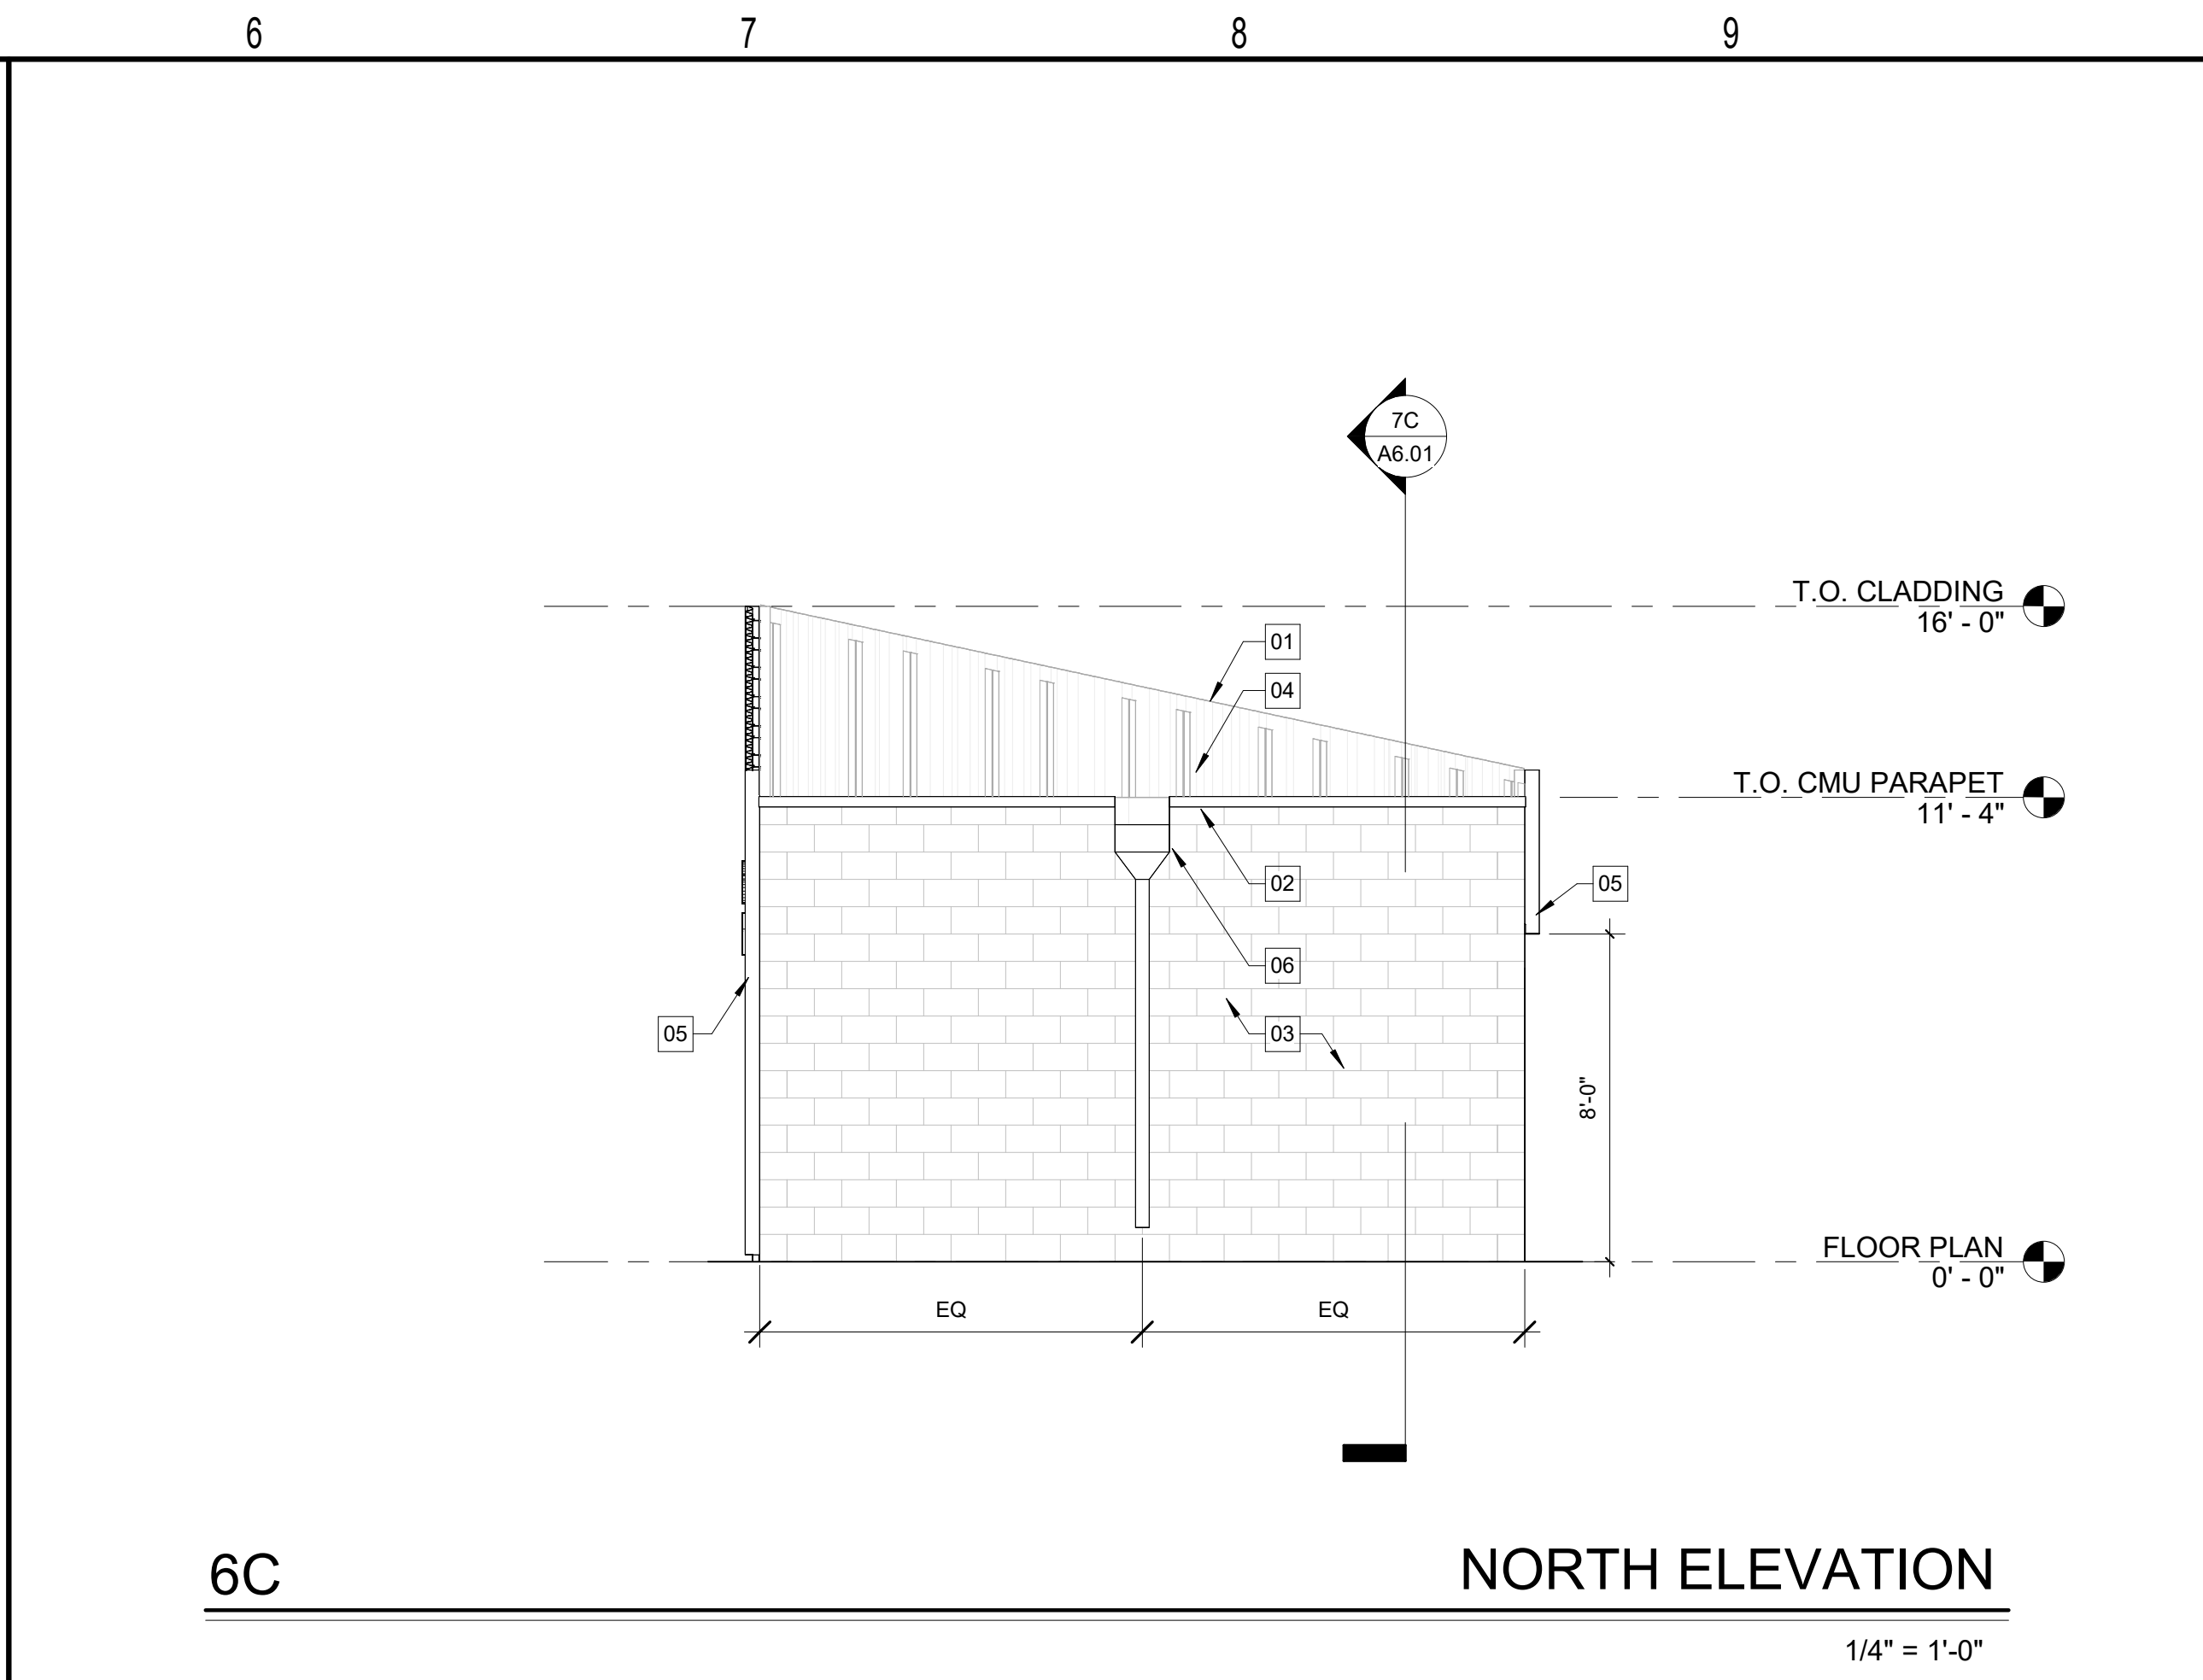 6 7 8 9
7C
A6.01
T.O. CLADDING
16' - 0"
01
04
T.O. CMU PARAPET
11' - 4"
02
05
06
05
03
8'-0"
FLOOR PLAN
0' - 0"
EQ EQ
6C NORTH ELEVATION
1/4" = 1'-0"